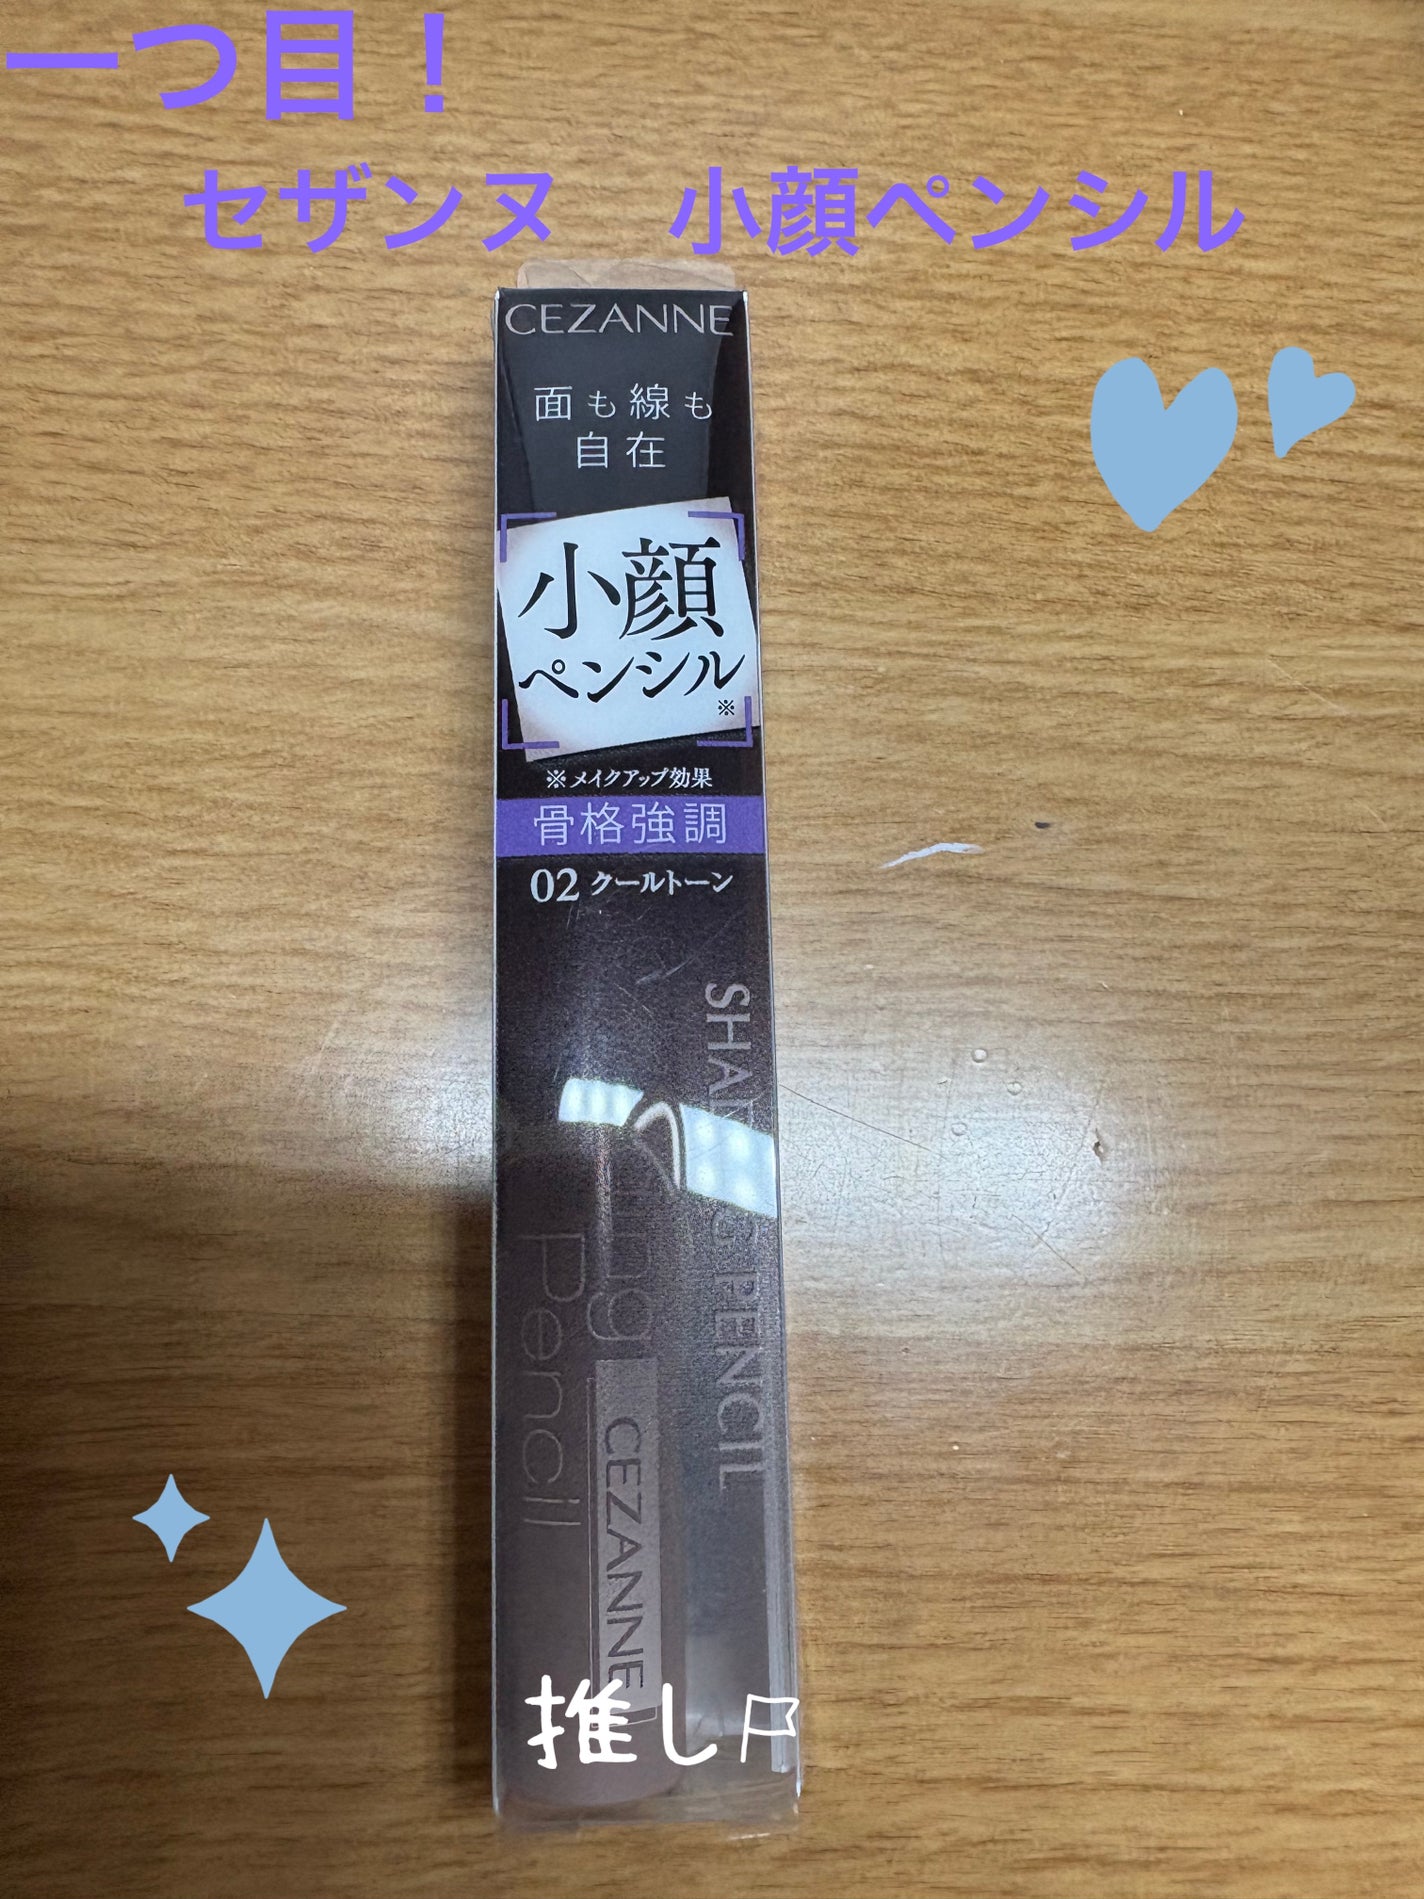 一つ目！
セザンヌ　小顔ペンシル
CEZANNE
面も線も
自在
小顔
ペンシル
※
※メイクアップ効果
骨格強調
02 クールトーン
PENCIL
Pencil
CEZANNE
推し